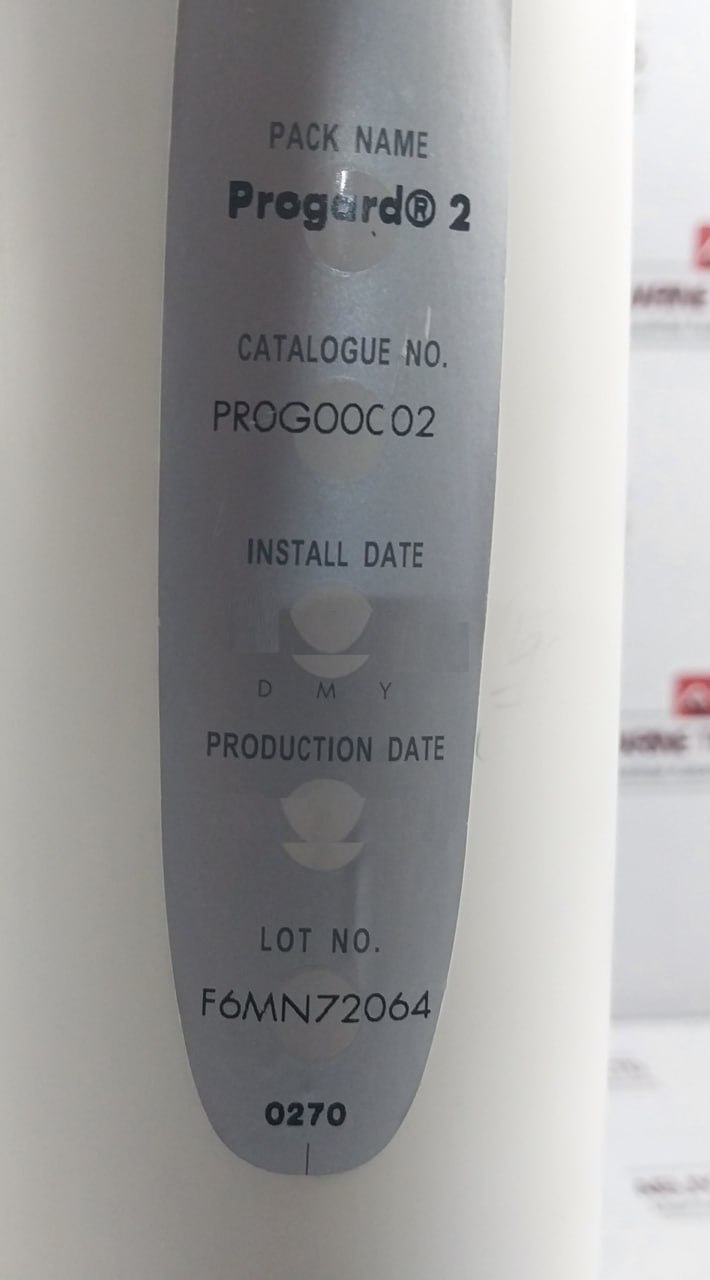 PACK NAME
Progard® 2
CATALOGUE NO.
PROG00C02
INSTALL DATE
D M Y
PRODUCTION DATE
LOT NO.
F6MN72064
0270